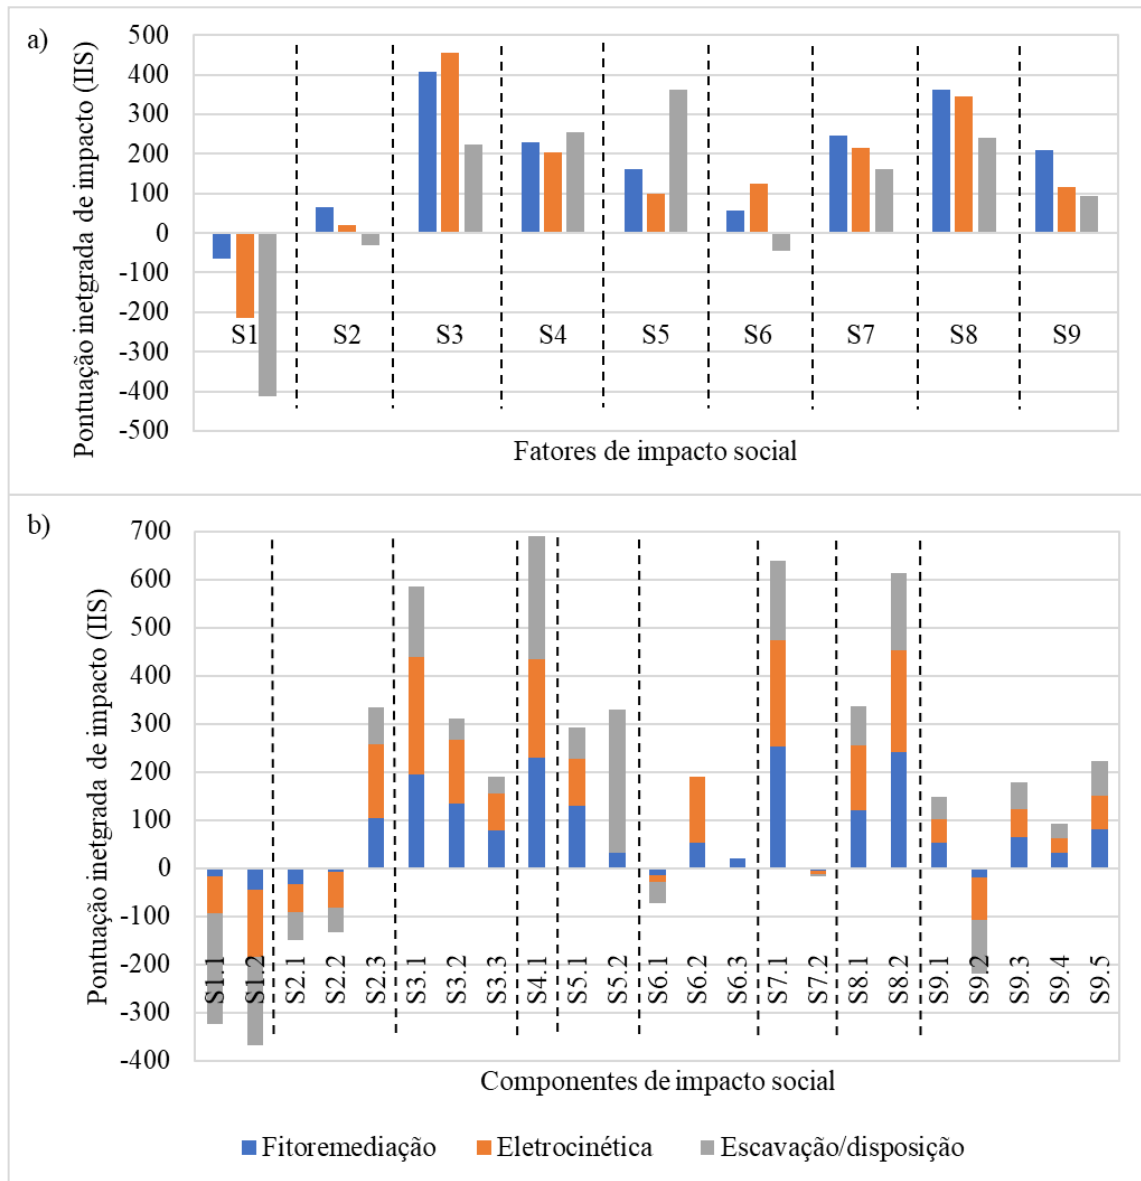 a)
Pontuação inetgrada de impacto (IIS)
500
400
300
200
100
0
-100
-200
-300
-400
-500
S1 S2 S3 S4 S5 S6 S7 S8 S9
Fatores de impacto social
b)
Pontuação inetgrada de impacto (IIS)
700
600
500
400
300
200
100
0
-100
-200
-300
-400
S1.1 S1.2 S2.1 S2.2 S2.3 S3.1 S3.2 S3.3 S4.1 S5.1 S5.2 S6.1 S6.2 S6.3 S7.1 S7.2 S8.1 S8.2 S9.1 S9.2 S9.3 S9.4 S9.5
Componentes de impacto social
Fitoremediação Eletrocinética Escavação/disposição